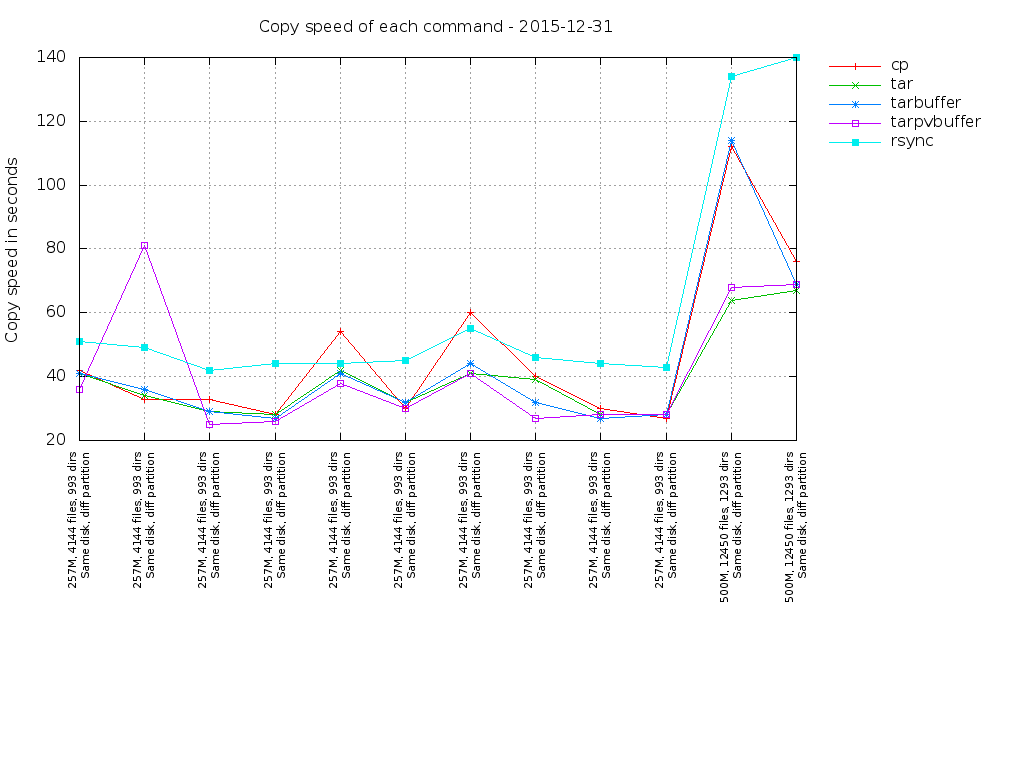 Copy speed of each command - 2015-12-31
140
120
100
80
60
40
20
Copy speed in seconds
cp
tar
tarbuffer
tarpvbuffer
rsync
257M, 4144 files, 993 dirs
Same disk, diff partition
257M, 4144 files, 993 dirs
Same disk, diff partition
257M, 4144 files, 993 dirs
Same disk, diff partition
257M, 4144 files, 993 dirs
Same disk, diff partition
257M, 4144 files, 993 dirs
Same disk, diff partition
257M, 4144 files, 993 dirs
Same disk, diff partition
257M, 4144 files, 993 dirs
Same disk, diff partition
257M, 4144 files, 993 dirs
Same disk, diff partition
257M, 4144 files, 993 dirs
Same disk, diff partition
257M, 4144 files, 993 dirs
Same disk, diff partition
500M, 12450 files, 1293 dirs
Same disk, diff partition
500M, 12450 files, 1293 dirs
Same disk, diff partition